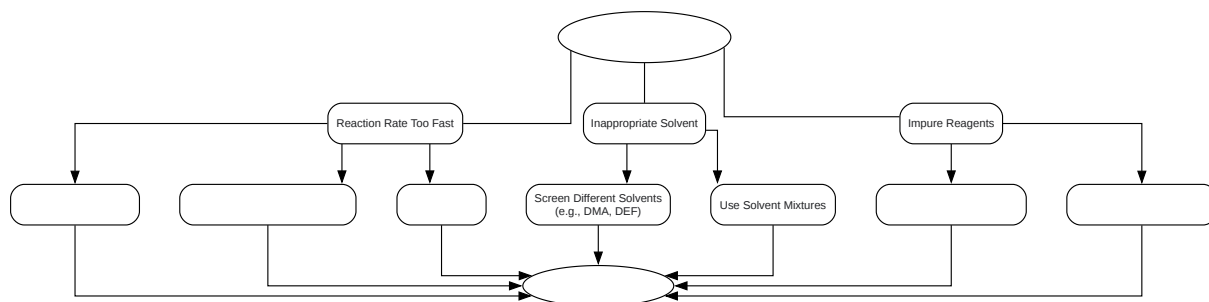 Reaction Rate Too Fast
Inappropriate Solvent
Impure Reagents
Screen Different Solvents
(e.g., DMA, DEF)
Use Solvent Mixtures